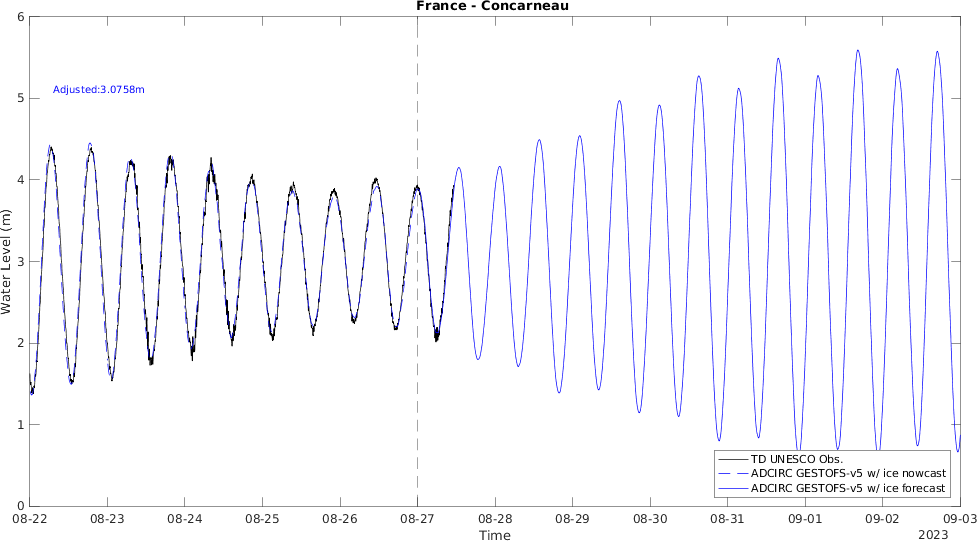 France - Concarneau
6
5
4
3
2
1
0
Water Level (m)
Adjusted:3.0758m
TD UNESCO Obs.
ADCIRC GESTOFS-v5 w/ ice nowcast
ADCIRC GESTOFS-v5 w/ ice forecast
08-22 08-23 08-24 08-25 08-26 08-27 08-28 08-29 08-30 08-31 09-01 09-02 09-03
Time
2023